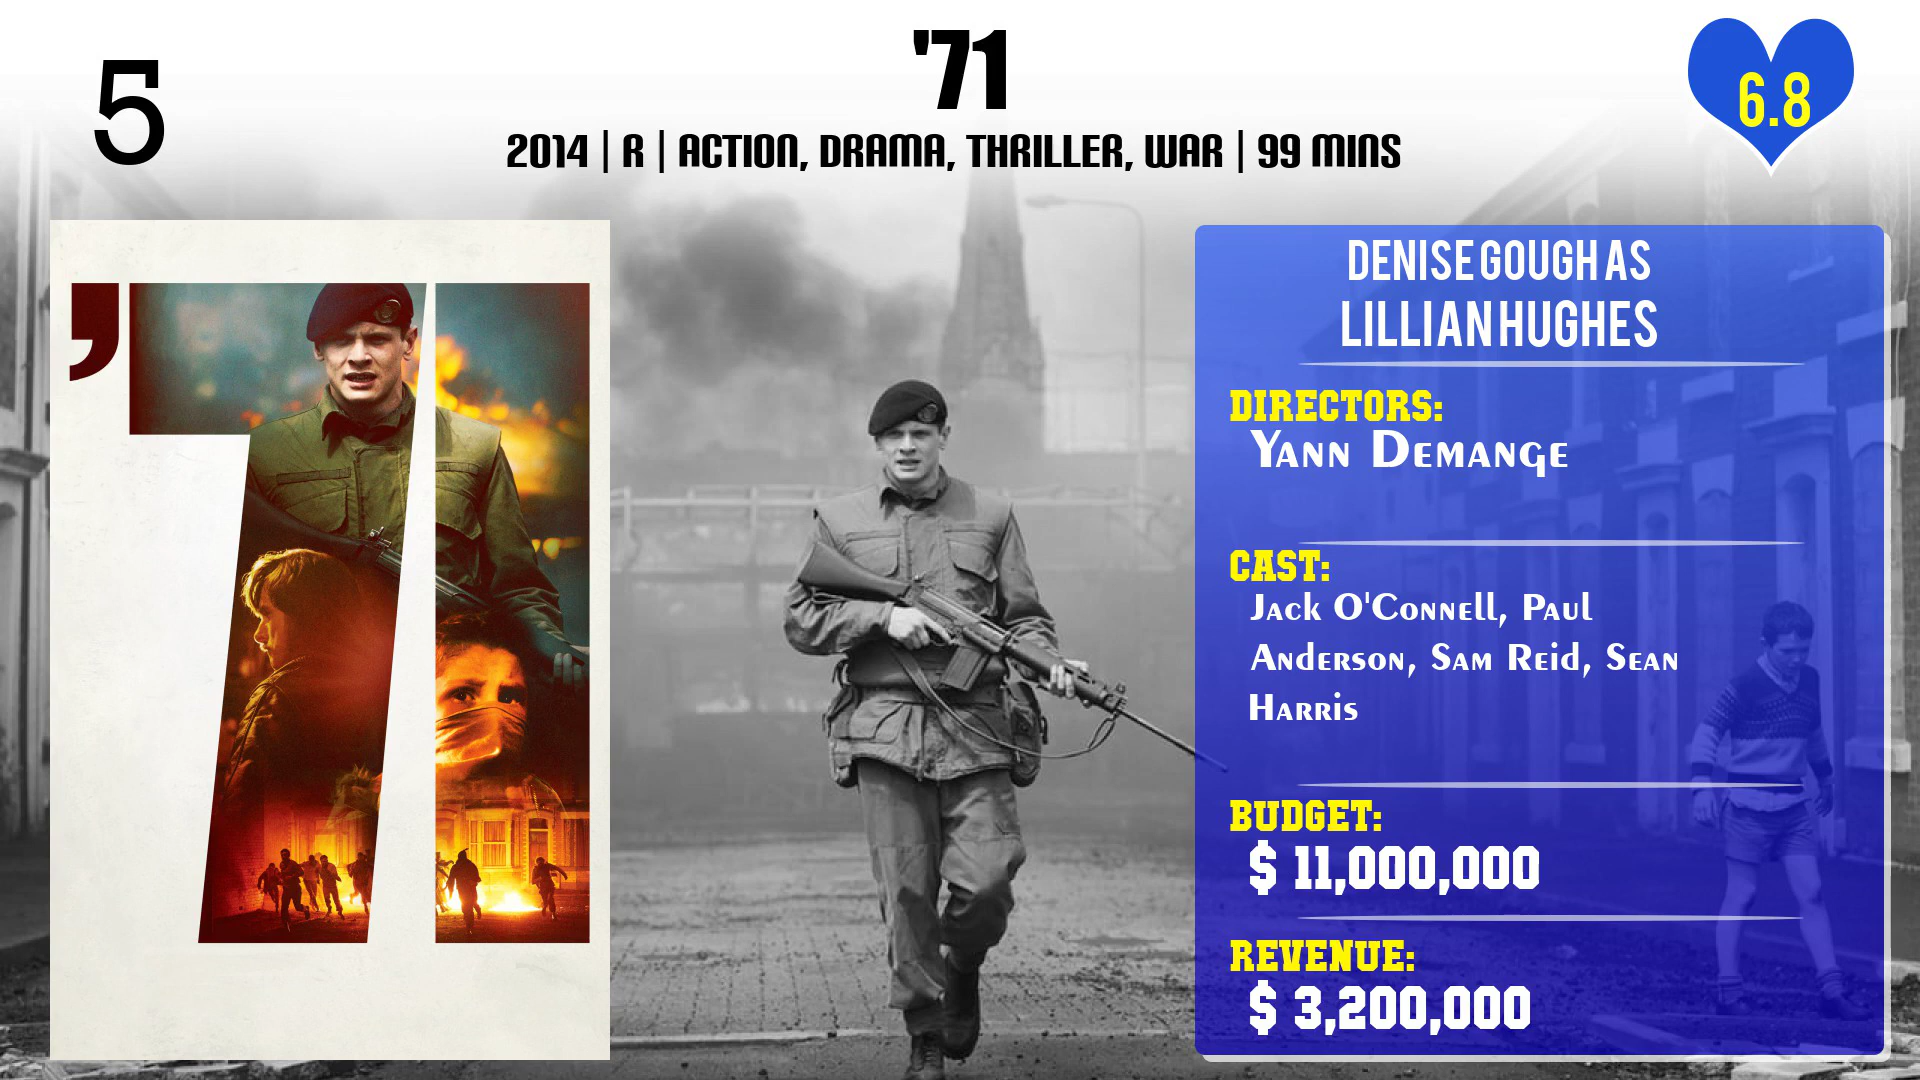 5
'71
6.8
2014 | R | ACTION, DRAMA, THRILLER, WAR | 99 MINS
'71
DENISE GOUGH AS
LILLIAN HUGHES
DIRECTORS:
Yann Demange
CAST:
Jack O'Connell, Paul
Anderson, Sam Reid, Sean
Harris
BUDGET:
$ 11,000,000
REVENUE:
$ 3,200,000